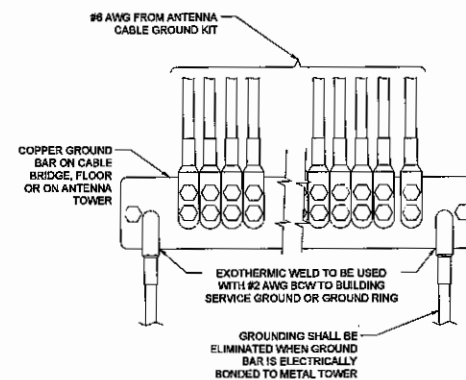 #6 AWG FROM ANTENNA
CABLE GROUND KIT
COPPER GROUND
BAR ON CABLE
BRIDGE, FLOOR
OR ON ANTENNA
TOWER
EXOTHERMIC WELD TO BE USED
WITH #2 AWG BCW TO BUILDING
SERVICE GROUND OR GROUND RING
GROUNDING SHALL BE
ELIMINATED WHEN GROUND
BAR IS ELECTRICALLY
BONDED TO METAL TOWER